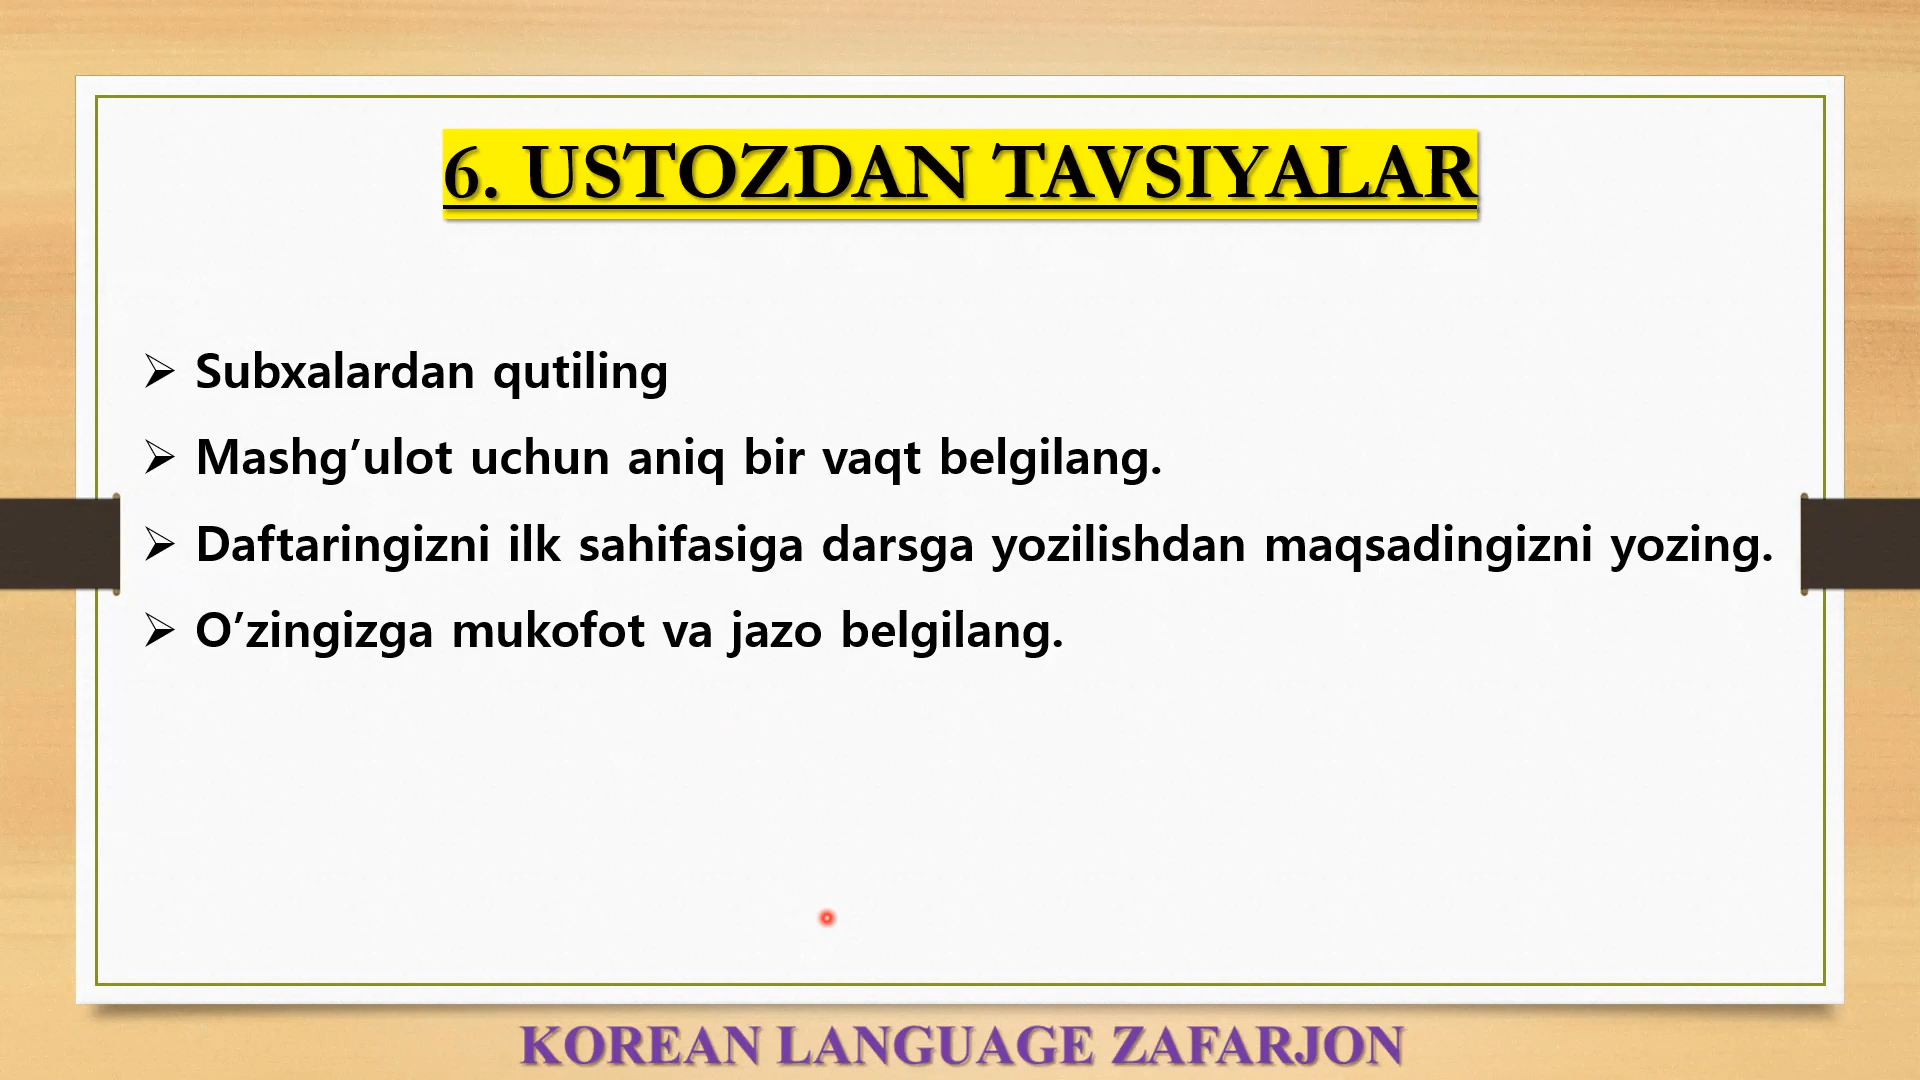 6. USTOZDAN TAVSIYALAR
➢ Subxalardan qutiling
➢ Mashg’ulot uchun aniq bir vaqt belgilang.
➢ Daftaringizni ilk sahifasiga darsga yozilishdan maqsadingizni yozing.
➢ O’zingizga mukofot va jazo belgilang.
KOREAN LANGUAGE ZAFARJON